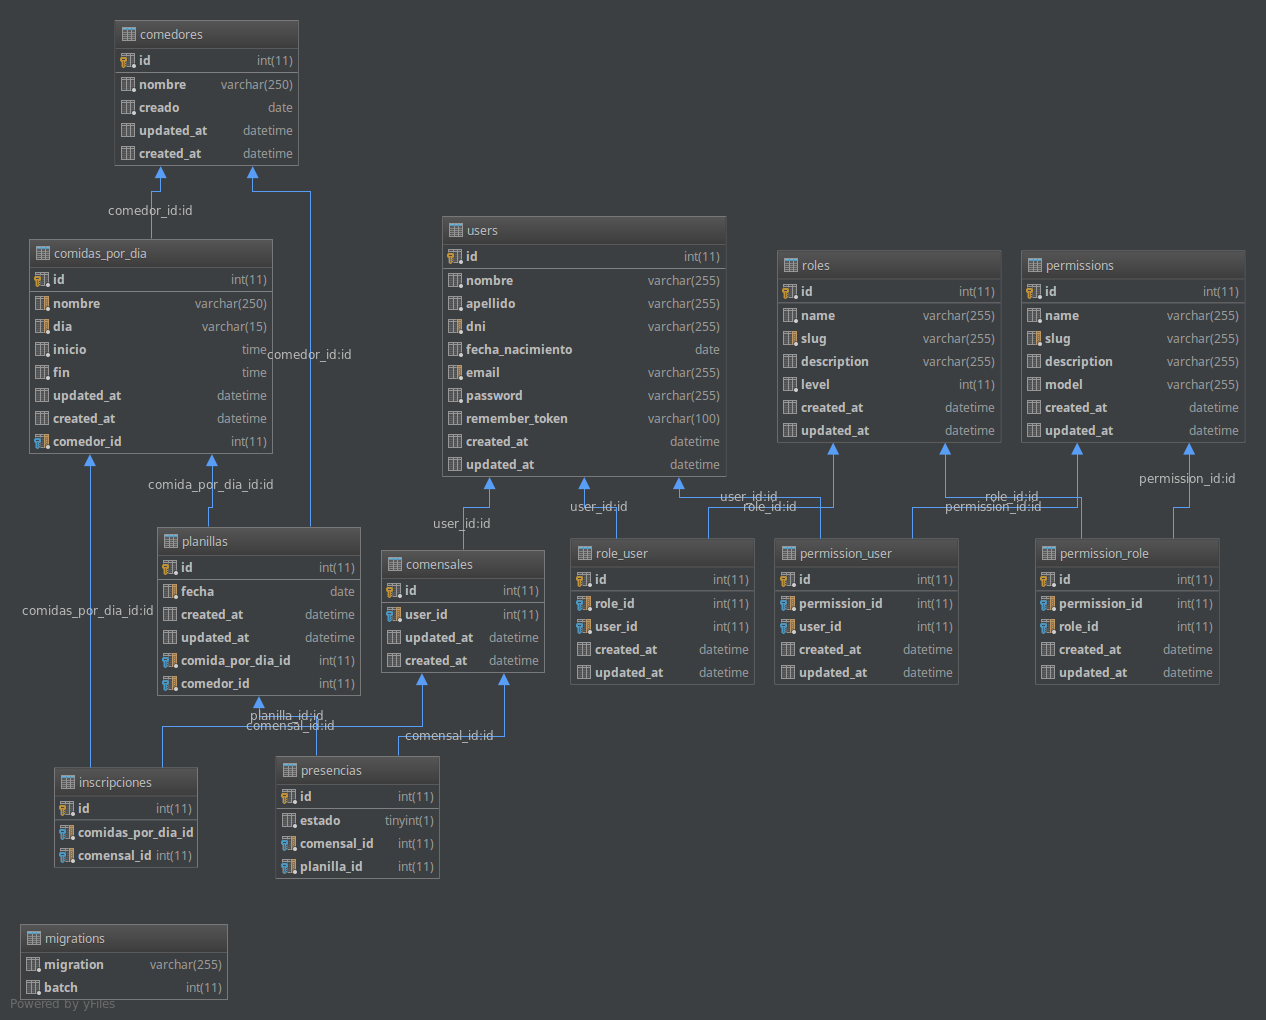 comedores
id int(11)
nombre varchar(250)
creado date
updated_at datetime
created_at datetime
comedor_id:id
comedor_id:id
comidas_por_dia
id int(11)
nombre varchar(250)
dia varchar(15)
inicio time
fin time
updated_at datetime
created_at datetime
comedor_id int(11)
users
id int(11)
nombre varchar(255)
apellido varchar(255)
dni varchar(255)
fecha_nacimiento date
email varchar(255)
password varchar(255)
remember_token varchar(100)
created_at datetime
updated_at datetime
roles
id int(11)
name varchar(255)
slug varchar(255)
description varchar(255)
level int(11)
created_at datetime
updated_at datetime
permissions
id int(11)
name varchar(255)
slug varchar(255)
description varchar(255)
model varchar(255)
created_at datetime
updated_at datetime
comida_por_dia_id:id
user_id:id
user_id:id
user_id:id
role_id:id
role_id:id
permission_id:id
permission_id:id
planillas
id int(11)
fecha date
created_at datetime
updated_at datetime
comida_por_dia_id int(11)
comedor_id int(11)
comensales
id int(11)
user_id int(11)
updated_at datetime
created_at datetime
role_user
id int(11)
role_id int(11)
user_id int(11)
created_at datetime
updated_at datetime
permission_user
id int(11)
permission_id int(11)
user_id int(11)
created_at datetime
updated_at datetime
permission_role
id int(11)
permission_id int(11)
role_id int(11)
created_at datetime
updated_at datetime
comidas_por_dia_id:id
planilla_id:id
comensal_id:id
comensal_id:id
inscripciones
id int(11)
comidas_por_dia_id
comensal_id int(11)
presencias
id int(11)
estado tinyint(1)
comensal_id int(11)
planilla_id int(11)
migrations
migration varchar(255)
batch int(11)
Powered by yFiles